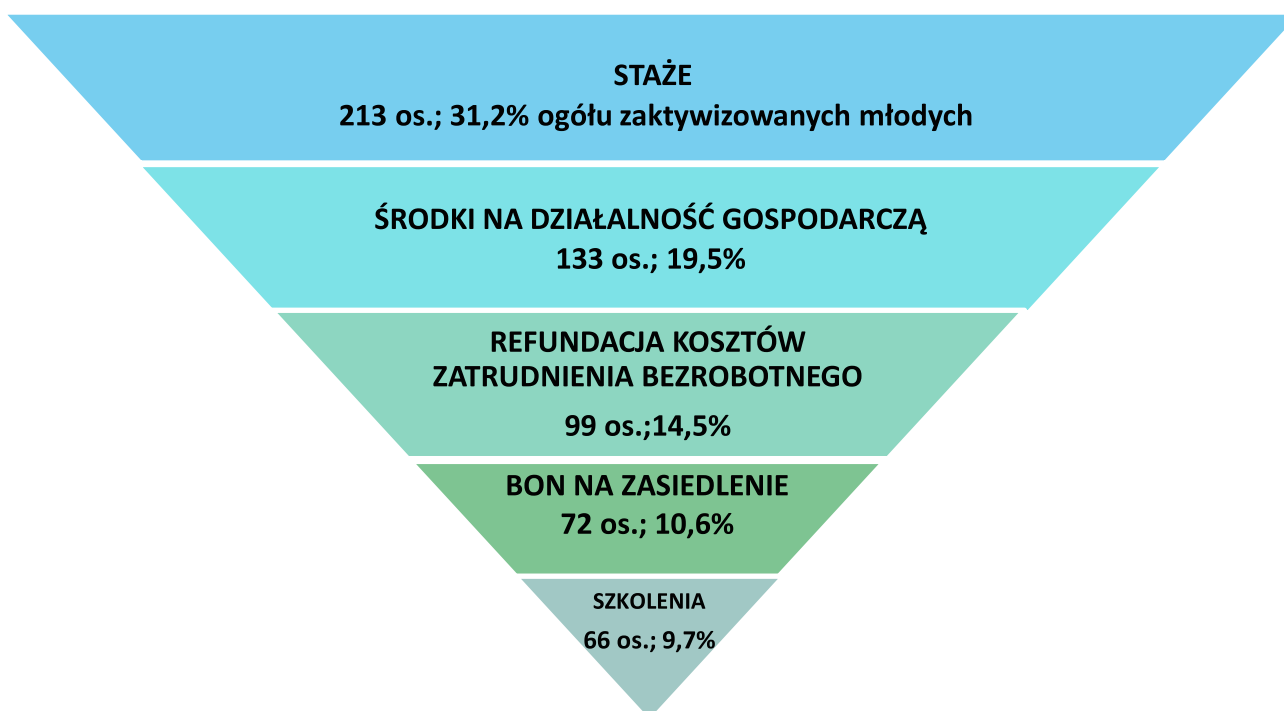 STAŻE
213 os.; 31,2% ogółu zaktywizowanych młodych
ŚRODKI NA DZIAŁALNOŚĆ GOSPODARCZĄ
133 os.; 19,5%
REFUNDACJA KOSZTÓW
ZATRUDNIENIA BEZROBOTNEGO
99 os.;14,5%
BON NA ZASIEDLENIE
72 os.; 10,6%
SZKOLENIA
66 os.; 9,7%